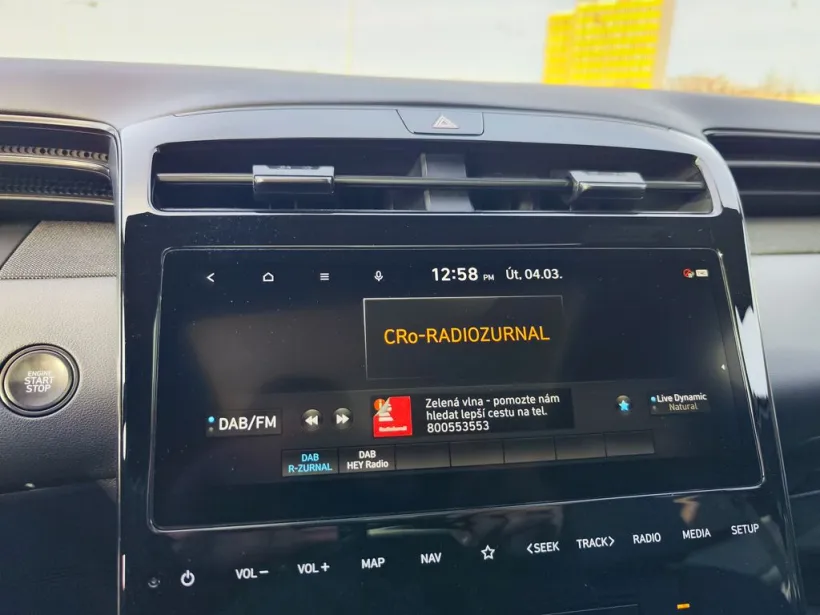 12:58 PM Út. 04.03.
CRo-RADIOZURNAL
Zelená vlna - pomozte nám
hledat lepší cestu na tel.
800553553
Radiožurnál
DAB/FM
Live Dynamic
Natural
DAB
R-ZURNAL
DAB
HEY Radio
ENGINE
START
STOP
VOL− VOL+ MAP NAV <SEEK TRACK> RADIO MEDIA SETUP